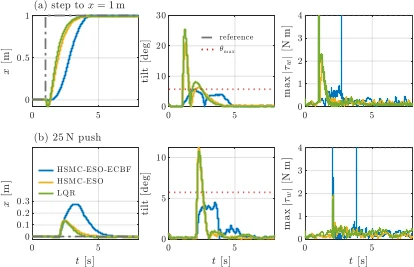 (a) step to x = 1 m
x [m]
1
0.5
0
0
5
tilt [deg]
30
20
10
0
0
5
reference
θmax
max |τw| [N m]
4
3
2
1
0
0
5
(b) 25 N push
x [m]
0.3
0.2
0.1
0
0
5
t [s]
HSMC-ESO-ECBF
HSMC-ESO
LQR
tilt [deg]
10
5
0
0
5
t [s]
max |τw| [N m]
4
3
2
1
0
0
5
t [s]